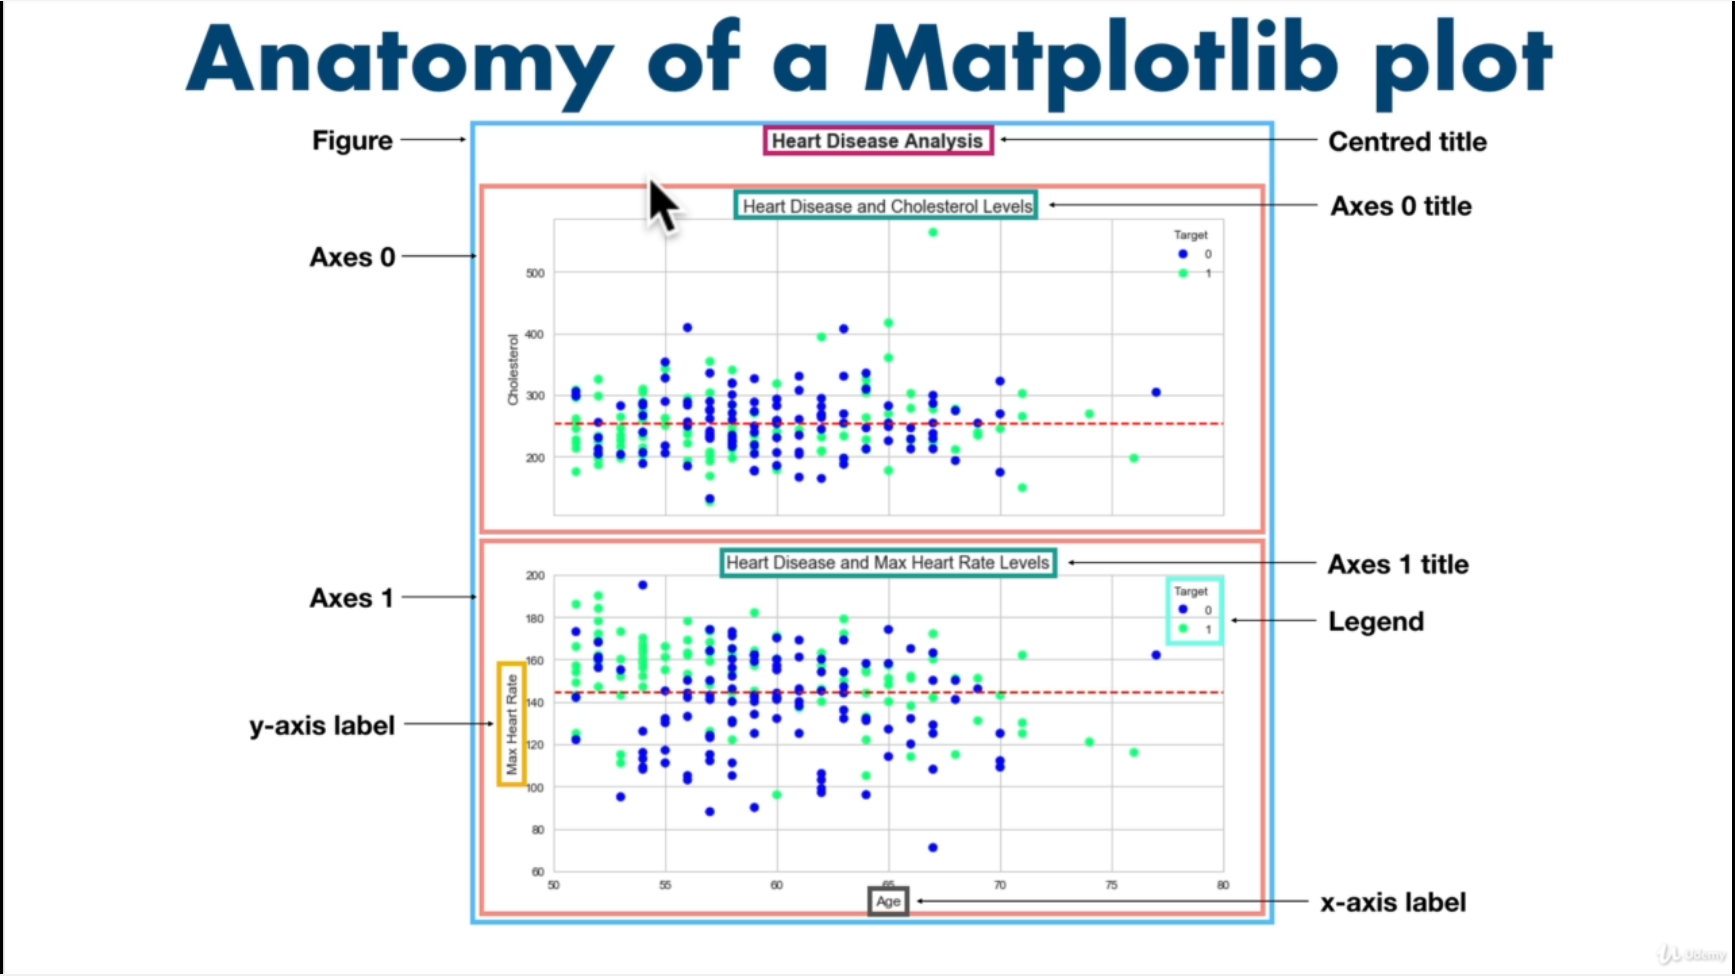 Anatomy of a Matplotlib plot
Figure
Heart Disease Analysis
Centred title
Heart Disease and Cholesterol Levels
Axes 0 title
Axes 0
Target
0
1
500
400
300
200
Cholesterol
Heart Disease and Max Heart Rate Levels
Axes 1 title
Axes 1
Target
0
1
Legend
200
180
160
140
120
100
80
60
Max Heart Rate
y-axis label
50 55 60 65 70 75 80
Age
x-axis label
Udemy